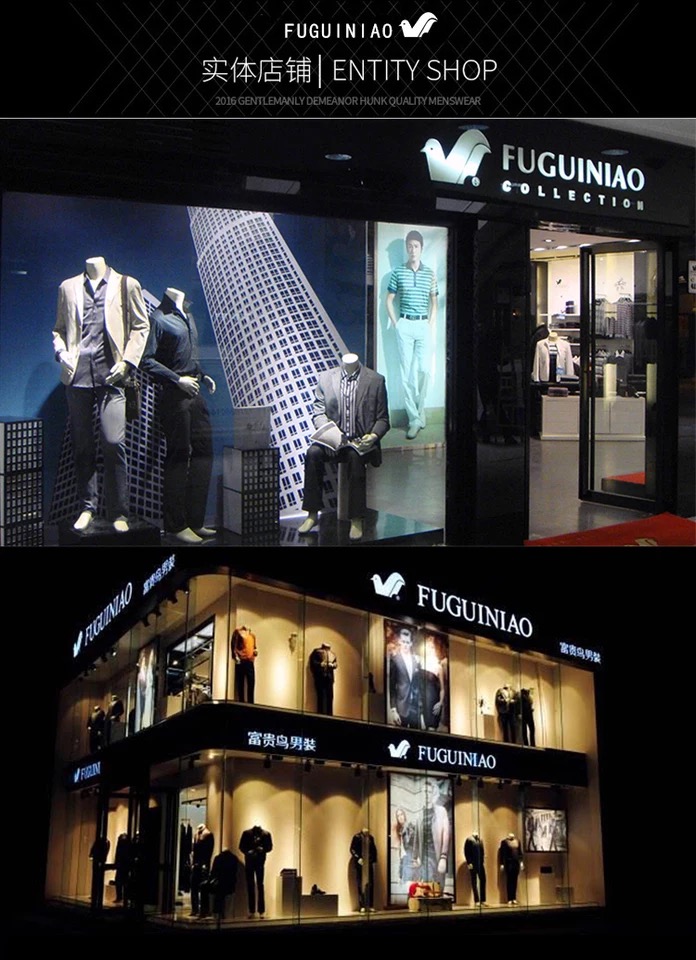 FUGUINIAO
实体店铺 | ENTITY SHOP
2016 GENTLEMANLY DEMEANOR HUNK QUALITY MENSWEAR
FUGUINIAO
COLLECTION
FUGUINIAO
富贵鸟男装
FUGUINIAO
富贵鸟男装
富贵鸟男装
FUGUINIAO
FUGUINI